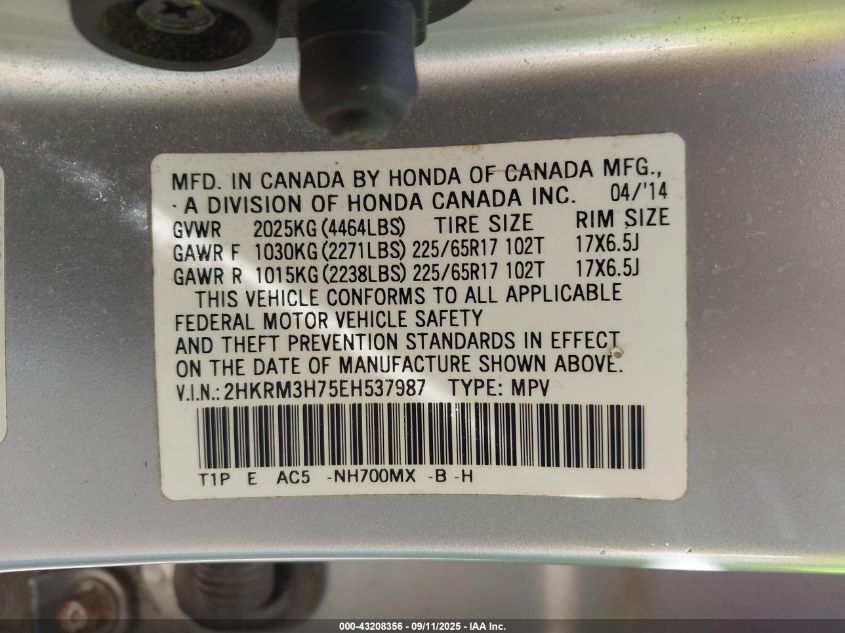 MFD. IN CANADA BY HONDA OF CANADA MFG.,
A DIVISION OF HONDA CANADA INC. 04/'14
GVWR 2025KG(4464LBS) TIRE SIZE RIM SIZE
GAWR F 1030KG(2271LBS) 225/65R17 102T 17X6.5J
GAWR R 1015KG(2238LBS) 225/65R17 102T 17X6.5J
THIS VEHICLE CONFORMS TO ALL APPLICABLE
FEDERAL MOTOR VEHICLE SAFETY
AND THEFT PREVENTION STANDARDS IN EFFECT
ON THE DATE OF MANUFACTURE SHOWN ABOVE.
V.I.N.:2HKRM3H75EH537987 TYPE: MPV
T1P E AC5 -NH700MX -B -H
000-43208356 - 09/11/2025 - IAA Inc.